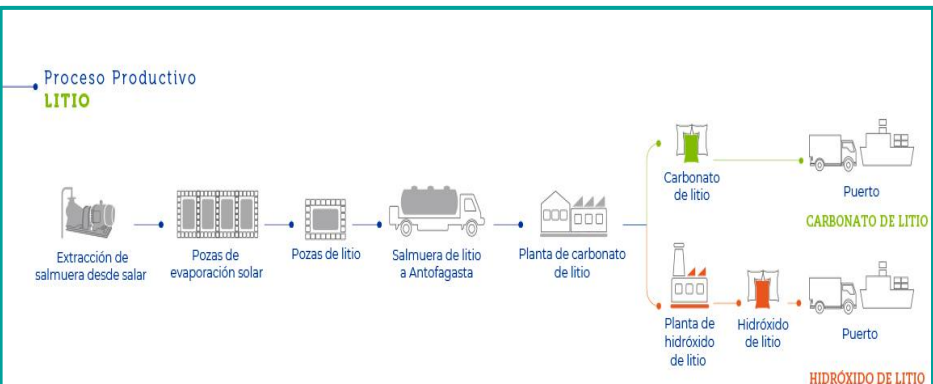 Proceso Productivo
LITIO
Extracción de
salmuera desde salar
Pozas de
evaporación solar
Pozas de litio
Salmuera de litio
a Antofagasta
Planta de carbonato
de litio
Carbonato
de litio
Puerto
CARBONATO DE LITIO
Planta de
hidróxido
de litio
Hidróxido
de litio
Puerto
HIDRÓXIDO DE LITIO